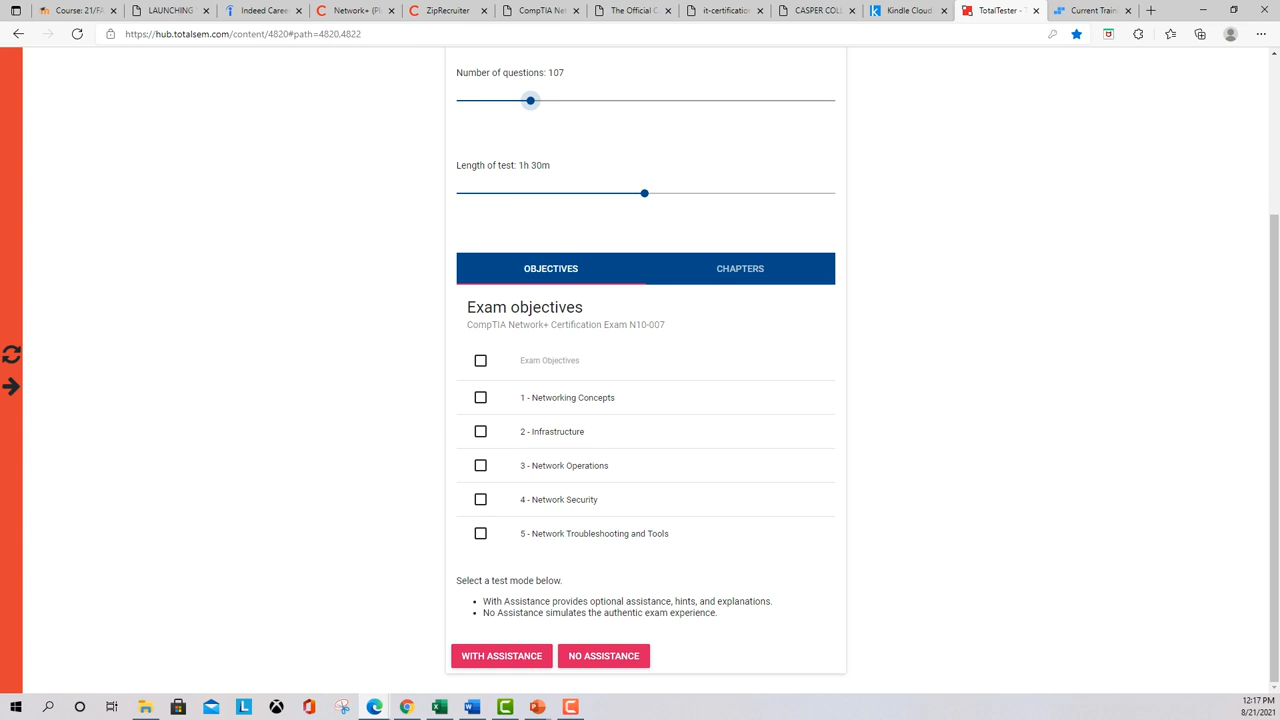 Course: 21/FA
LAUNCHING
Indeed Career
Network+ (Pl
ZipRecruiter
CompTIA Net
The Official C
it-certification
CASPER COLL
Kindle Cloud
TotalTester - T
Current Train
https://hub.totalsem.com/content/4820#path=4820,4822
Number of questions: 107
Length of test: 1h 30m
OBJECTIVES CHAPTERS
Exam objectives
CompTIA Network+ Certification Exam N10-007
Exam Objectives
1 - Networking Concepts
2 - Infrastructure
3 - Network Operations
4 - Network Security
5 - Network Troubleshooting and Tools
Select a test mode below.
• With Assistance provides optional assistance, hints, and explanations.
• No Assistance simulates the authentic exam experience.
WITH ASSISTANCE NO ASSISTANCE
12:17 PM
8/21/2021